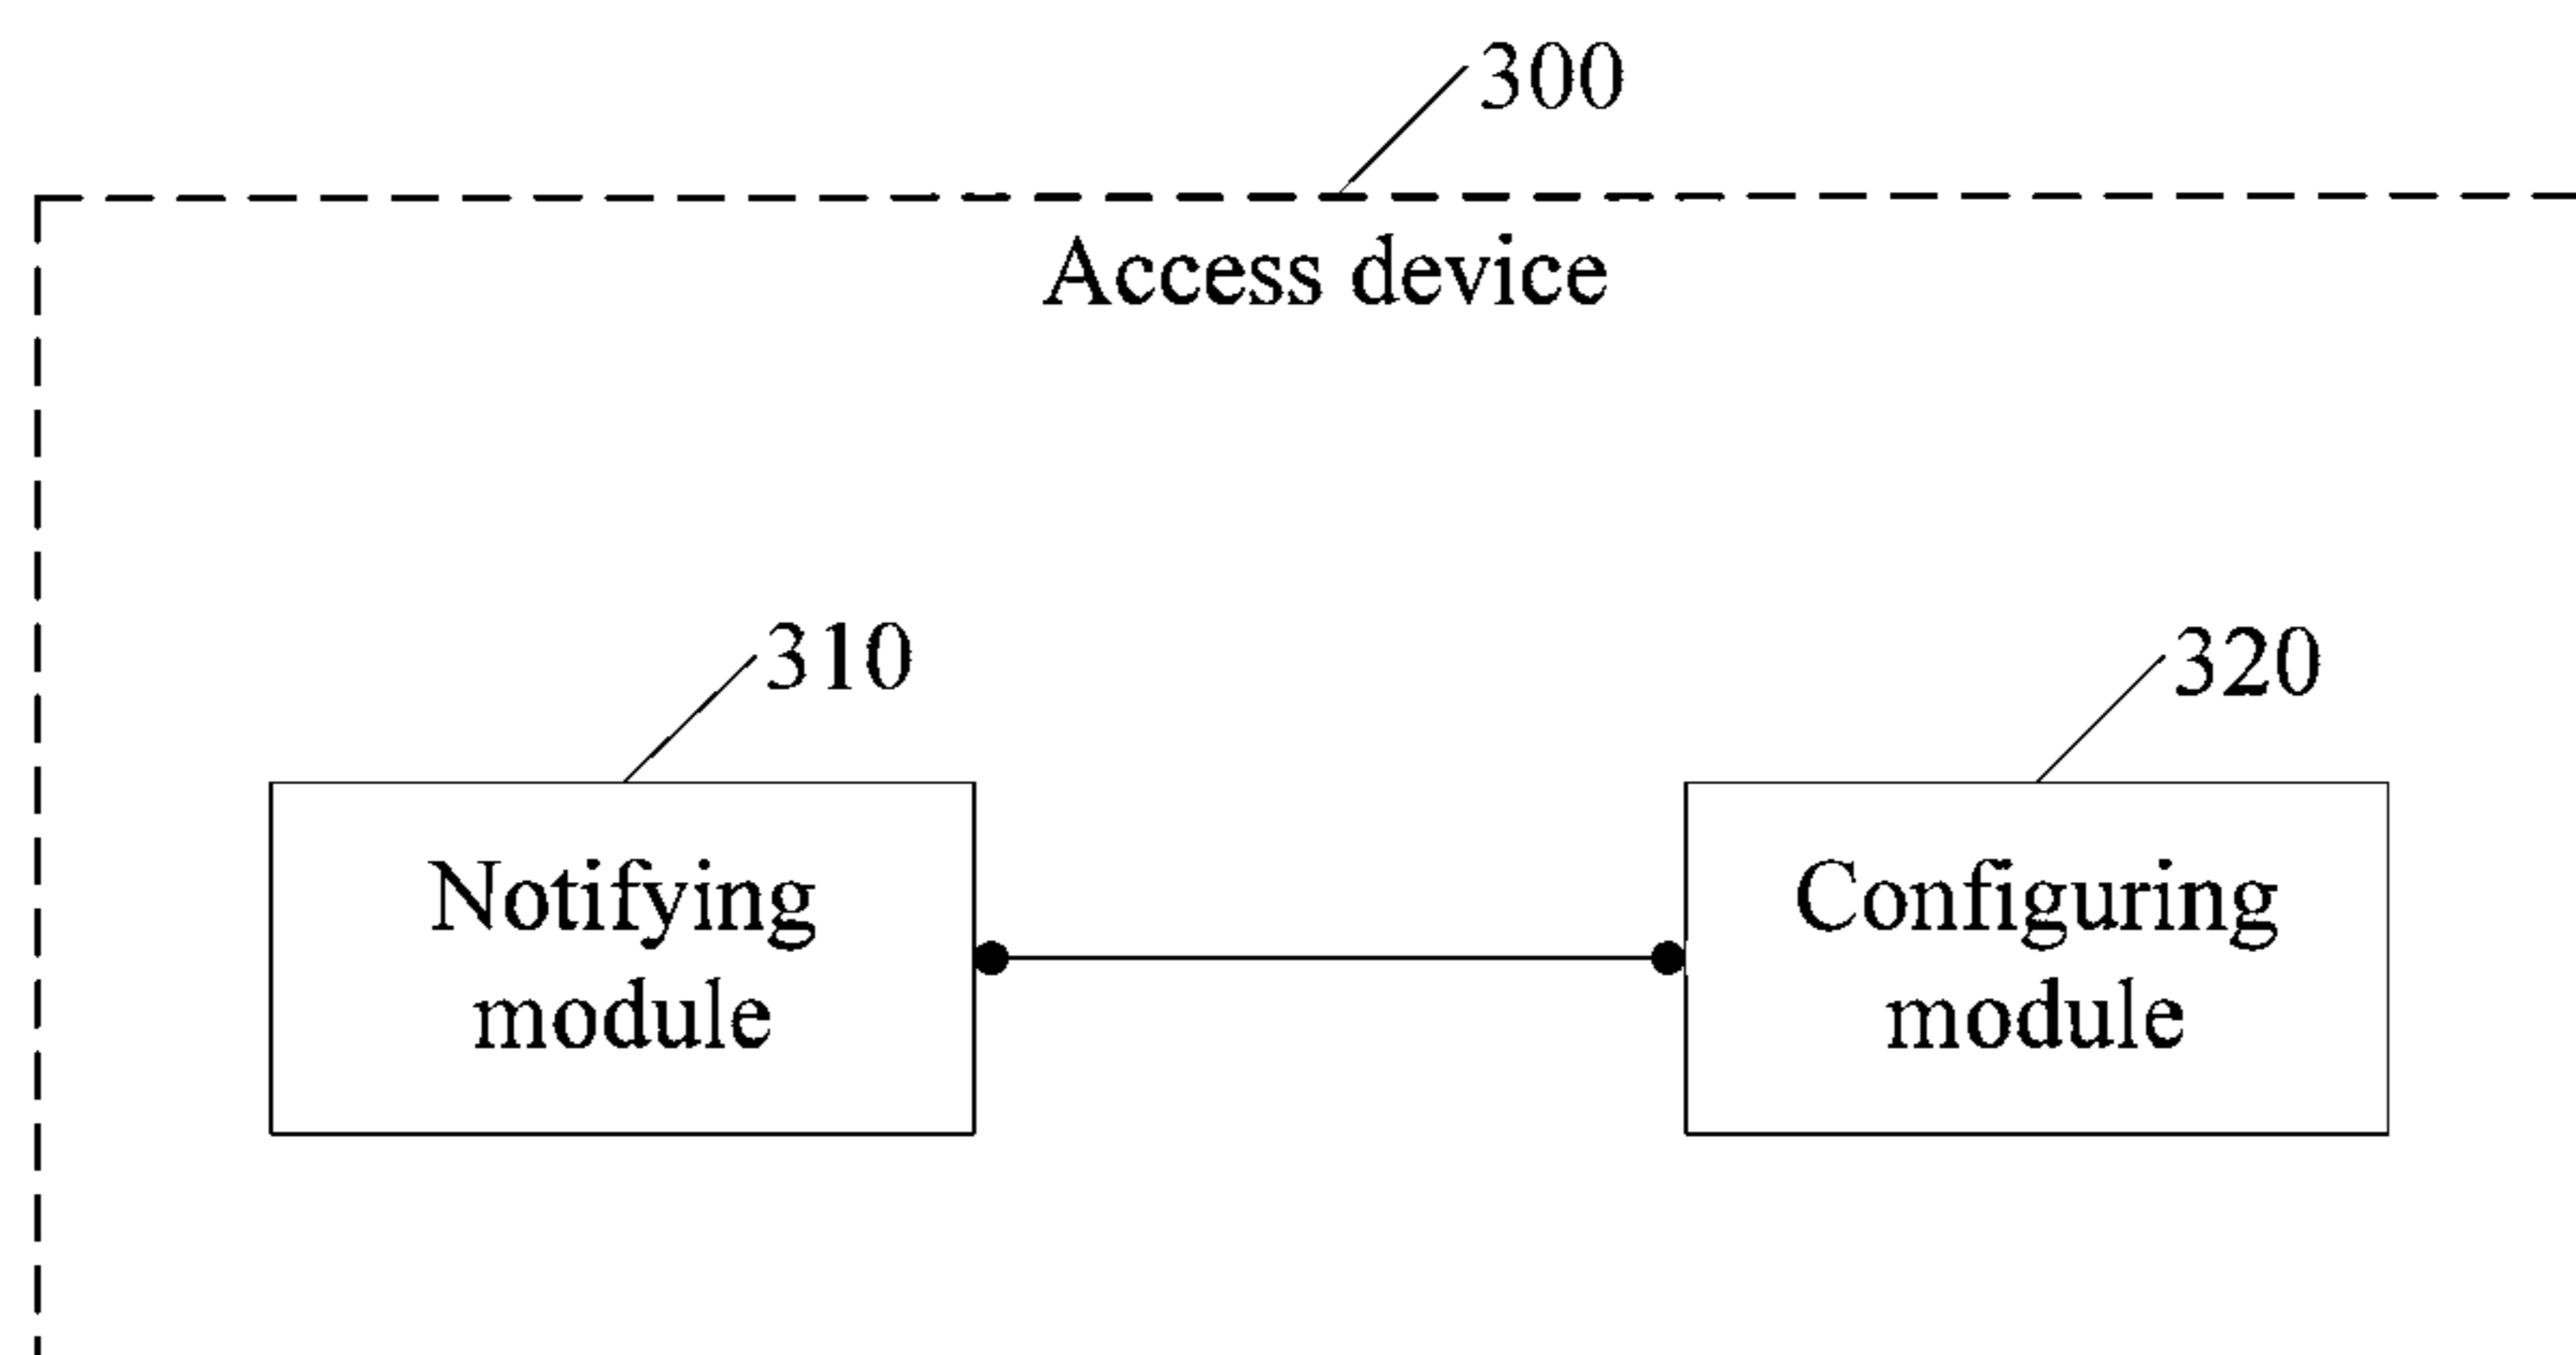 300
Access device
310
320
Notifying
module
Configuring
module